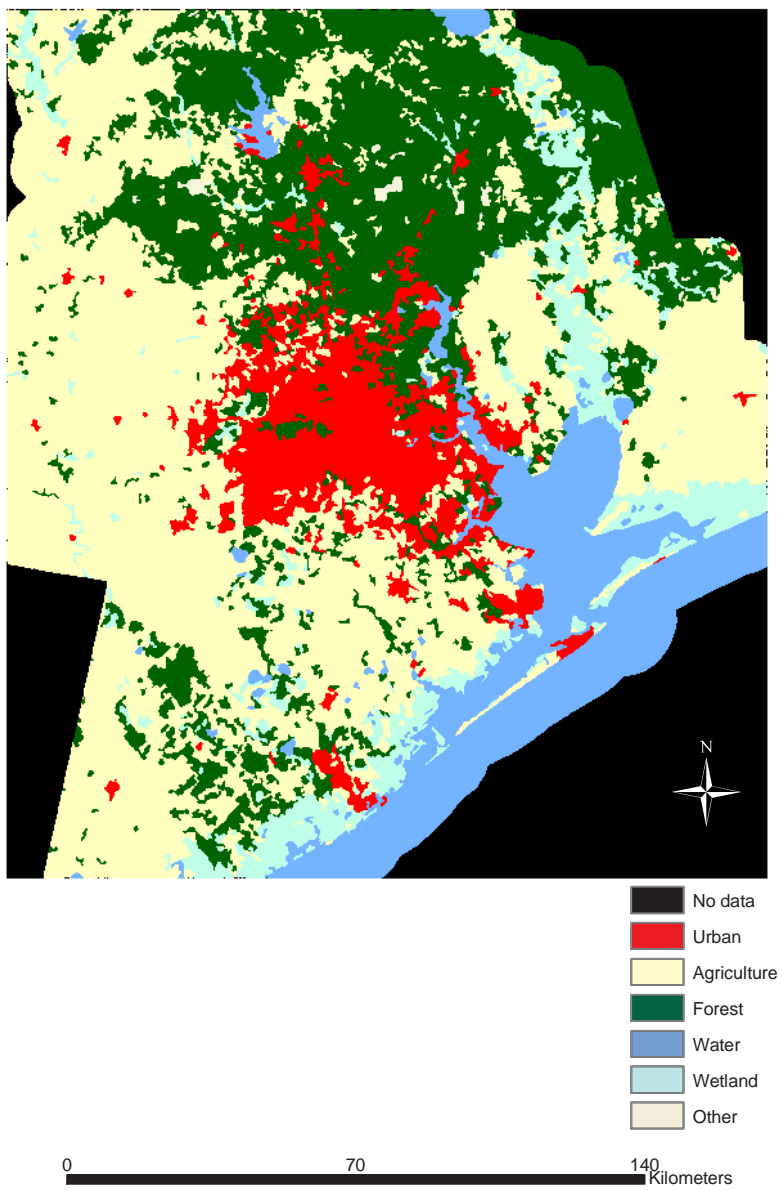 N
No data
Urban
Agriculture
Forest
Water
Wetland
Other
0 70 140
Kilometers